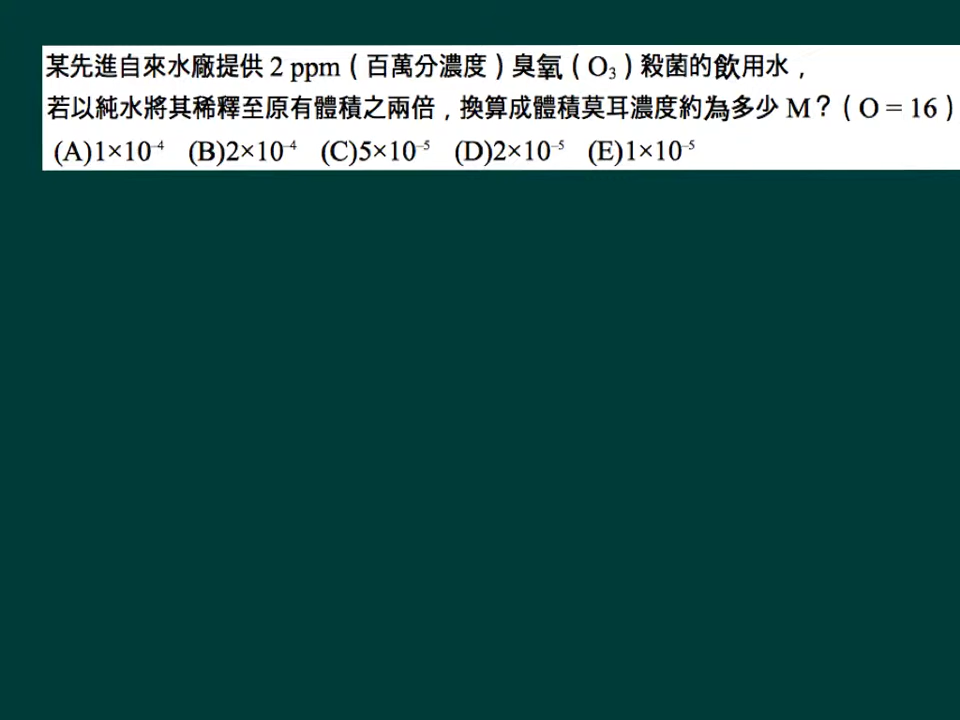 某先進自來水廠提供 2 ppm（百萬分濃度）臭氧（O₃）殺菌的飲用水，
若以純水將其稀釋至原有體積之兩倍，換算成體積莫耳濃度約為多少 M？（O = 16）
(A)1×10⁻⁴ (B)2×10⁻⁴ (C)5×10⁻⁵ (D)2×10⁻⁵ (E)1×10⁻⁵